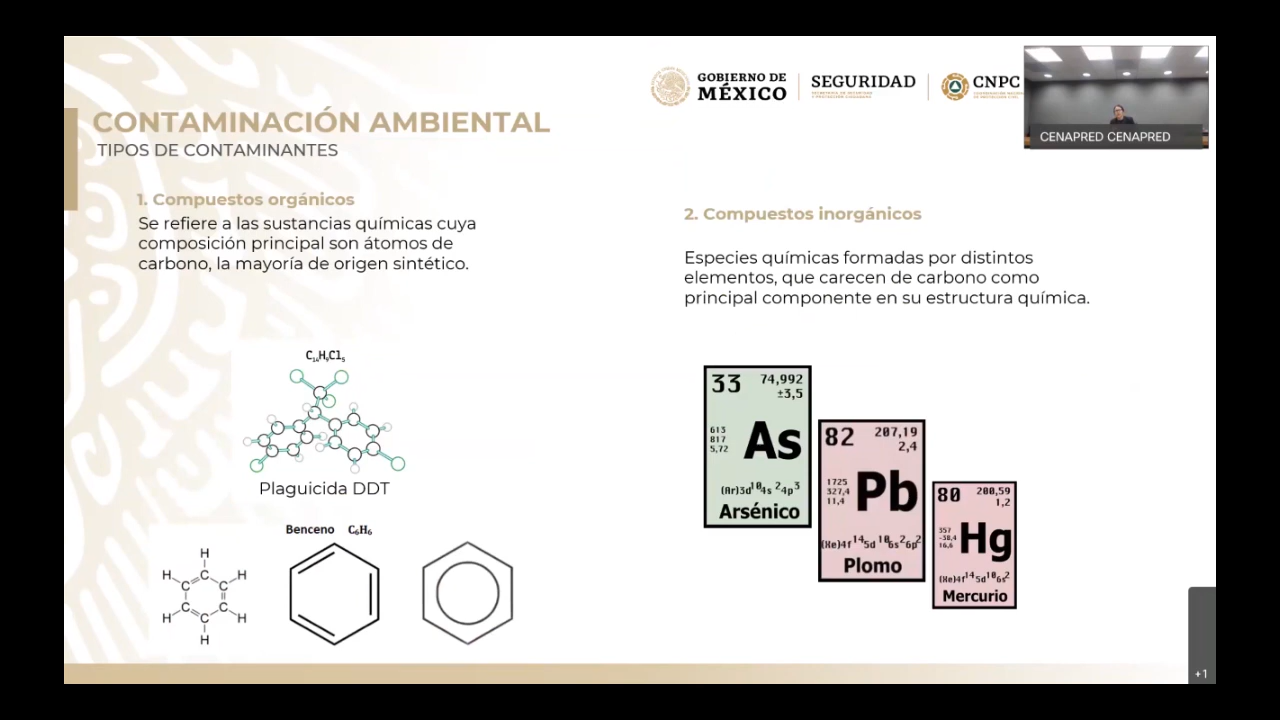 GOBIERNO DE
MÉXICO
SEGURIDAD
CNPC
CENAPRED CENAPRED
CONTAMINACIÓN AMBIENTAL
TIPOS DE CONTAMINANTES
1. Compuestos orgánicos
Se refiere a las sustancias químicas cuya
composición principal son átomos de
carbono, la mayoría de origen sintético.
C₁₄H₉Cl₅
Plaguicida DDT
Benceno C₆H₆
H
H H
C
C C
C C
C
H H
H
2. Compuestos inorgánicos
Especies químicas formadas por distintos
elementos, que carecen de carbono como
principal componente en su estructura química.
33 74,992
±3,5
613
817
5,72
As
(Ar)3d¹⁰4s²4p³
Arsénico
82 207,19
2,4
1725
327,4
11,4
Pb
(Xe)4f¹⁴5d¹⁰6s²6p²
Plomo
80 200,59
1,2
357
-38,4
16,6
Hg
(Xe)4f¹⁴5d¹⁰6s²
Mercurio
+1